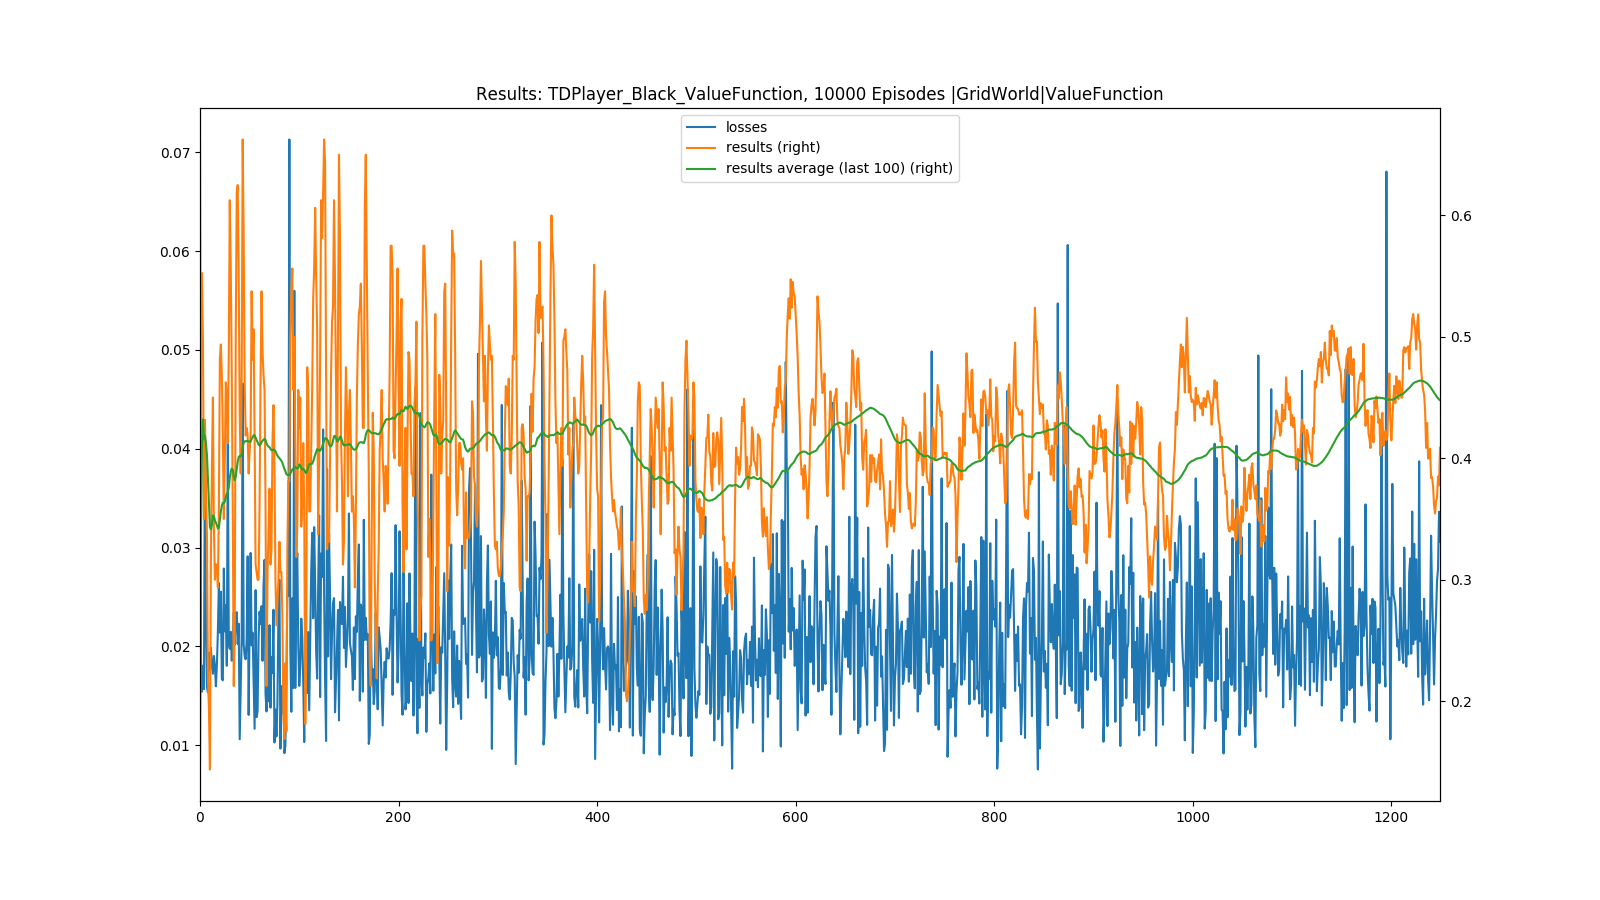 Results: TDPlayer_Black_ValueFunction, 10000 Episodes |GridWorld|ValueFunction
losses
results (right)
results average (last 100) (right)
0.07
0.06
0.05
0.04
0.03
0.02
0.01
0.6
0.5
0.4
0.3
0.2
0 200 400 600 800 1000 1200